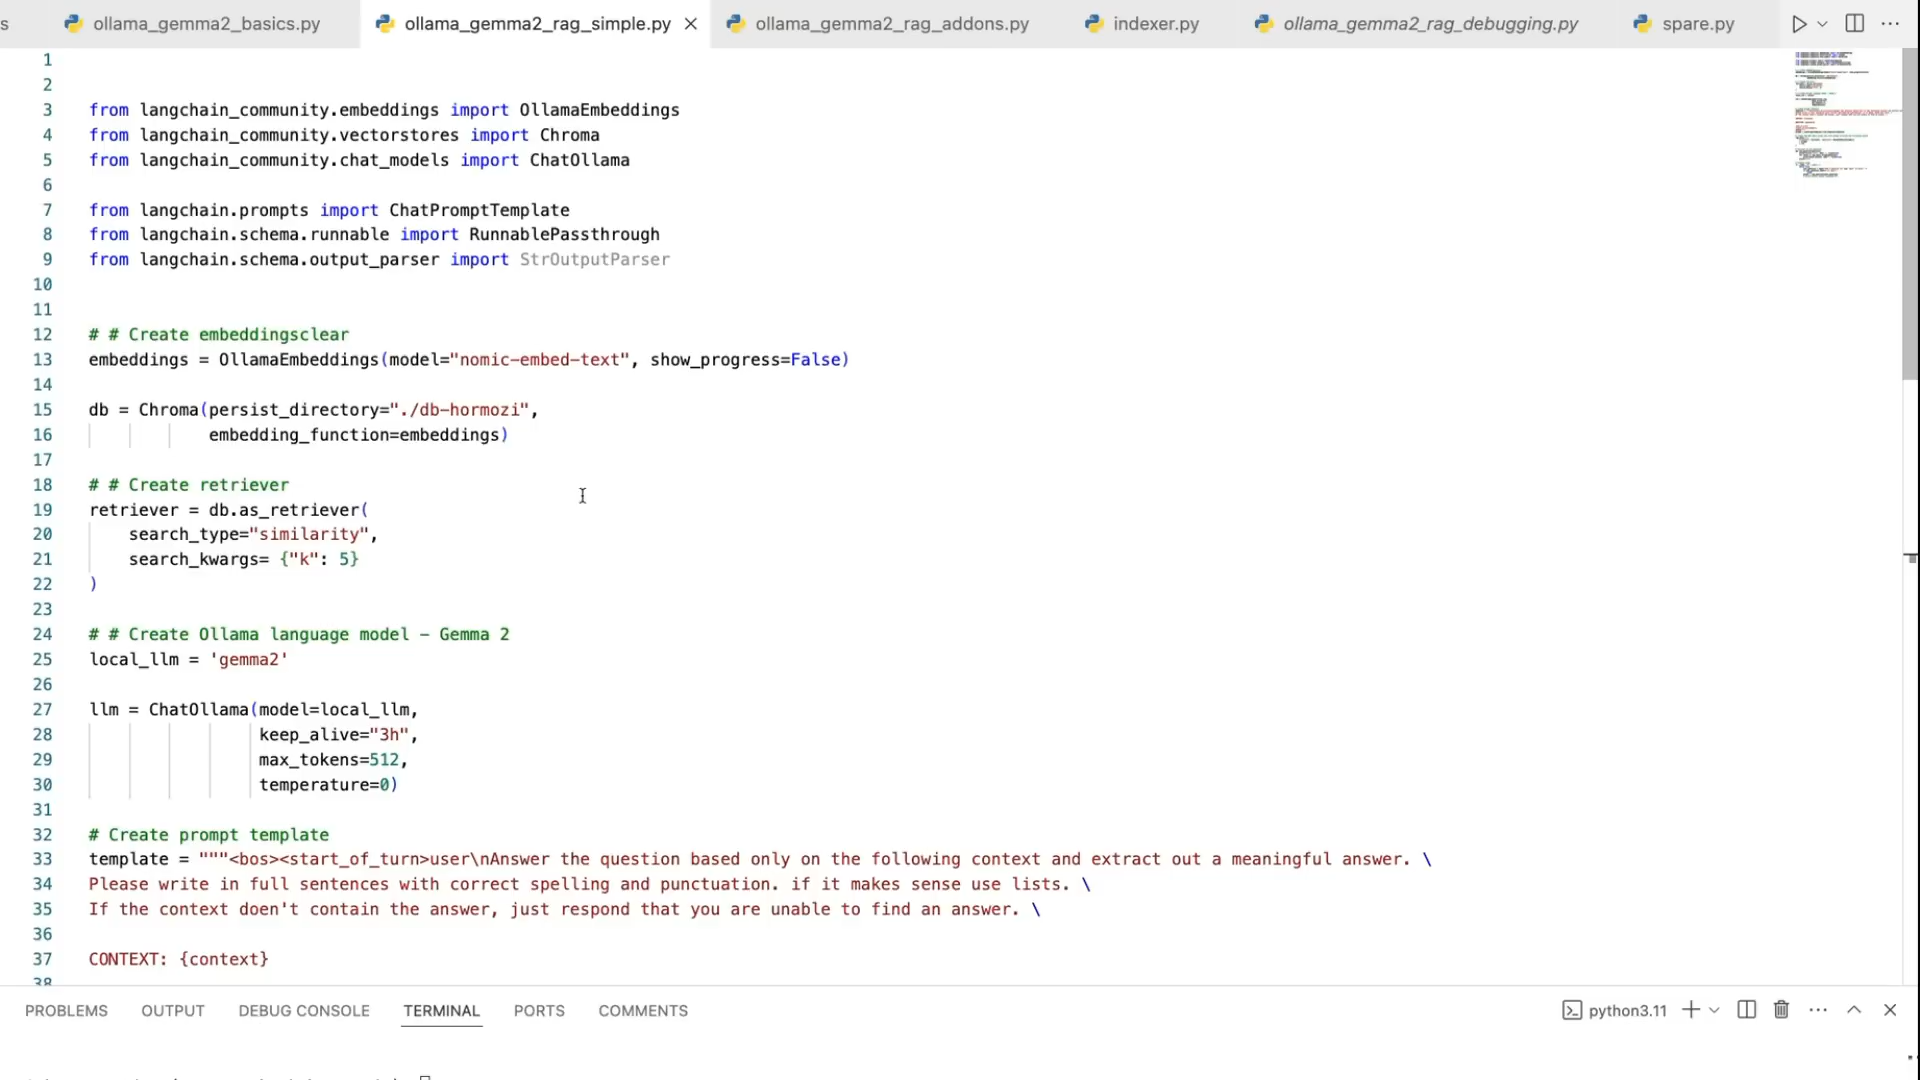 s
ollama_gemma2_basics.py
ollama_gemma2_rag_simple.py
ollama_gemma2_rag_addons.py
indexer.py
ollama_gemma2_rag_debugging.py
spare.py
1
2
3 from langchain_community.embeddings import OllamaEmbeddings
4 from langchain_community.vectorstores import Chroma
5 from langchain_community.chat_models import ChatOllama
6
7 from langchain.prompts import ChatPromptTemplate
8 from langchain.schema.runnable import RunnablePassthrough
9 from langchain.schema.output_parser import StrOutputParser
10
11
12 # # Create embeddingsclear
13 embeddings = OllamaEmbeddings(model="nomic-embed-text", show_progress=False)
14
15 db = Chroma(persist_directory="./db-hormozi",
16 embedding_function=embeddings)
17
18 # # Create retriever
19 retriever = db.as_retriever(
20 search_type="similarity",
21 search_kwargs= {"k": 5}
22 )
23
24 # # Create Ollama language model - Gemma 2
25 local_llm = 'gemma2'
26
27 llm = ChatOllama(model=local_llm,
28 keep_alive="3h",
29 max_tokens=512,
30 temperature=0)
31
32 # Create prompt template
33 template = """<bos><start_of_turn>user\nAnswer the question based only on the following context and extract out a meaningful answer. \
34 Please write in full sentences with correct spelling and punctuation. if it makes sense use lists. \
35 If the context doen't contain the answer, just respond that you are unable to find an answer. \
36
37 CONTEXT: {context}
38
PROBLEMS OUTPUT DEBUG CONSOLE TERMINAL PORTS COMMENTS
python3.11